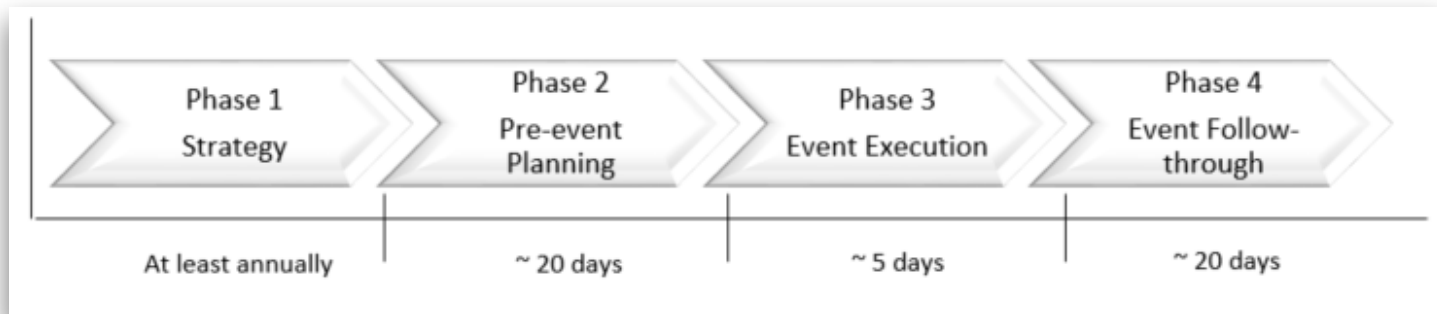 Phase 1
Strategy
Phase 2
Pre-event
Planning
Phase 3
Event Execution
Phase 4
Event Follow-
through
At least annually
~ 20 days
~ 5 days
~ 20 days